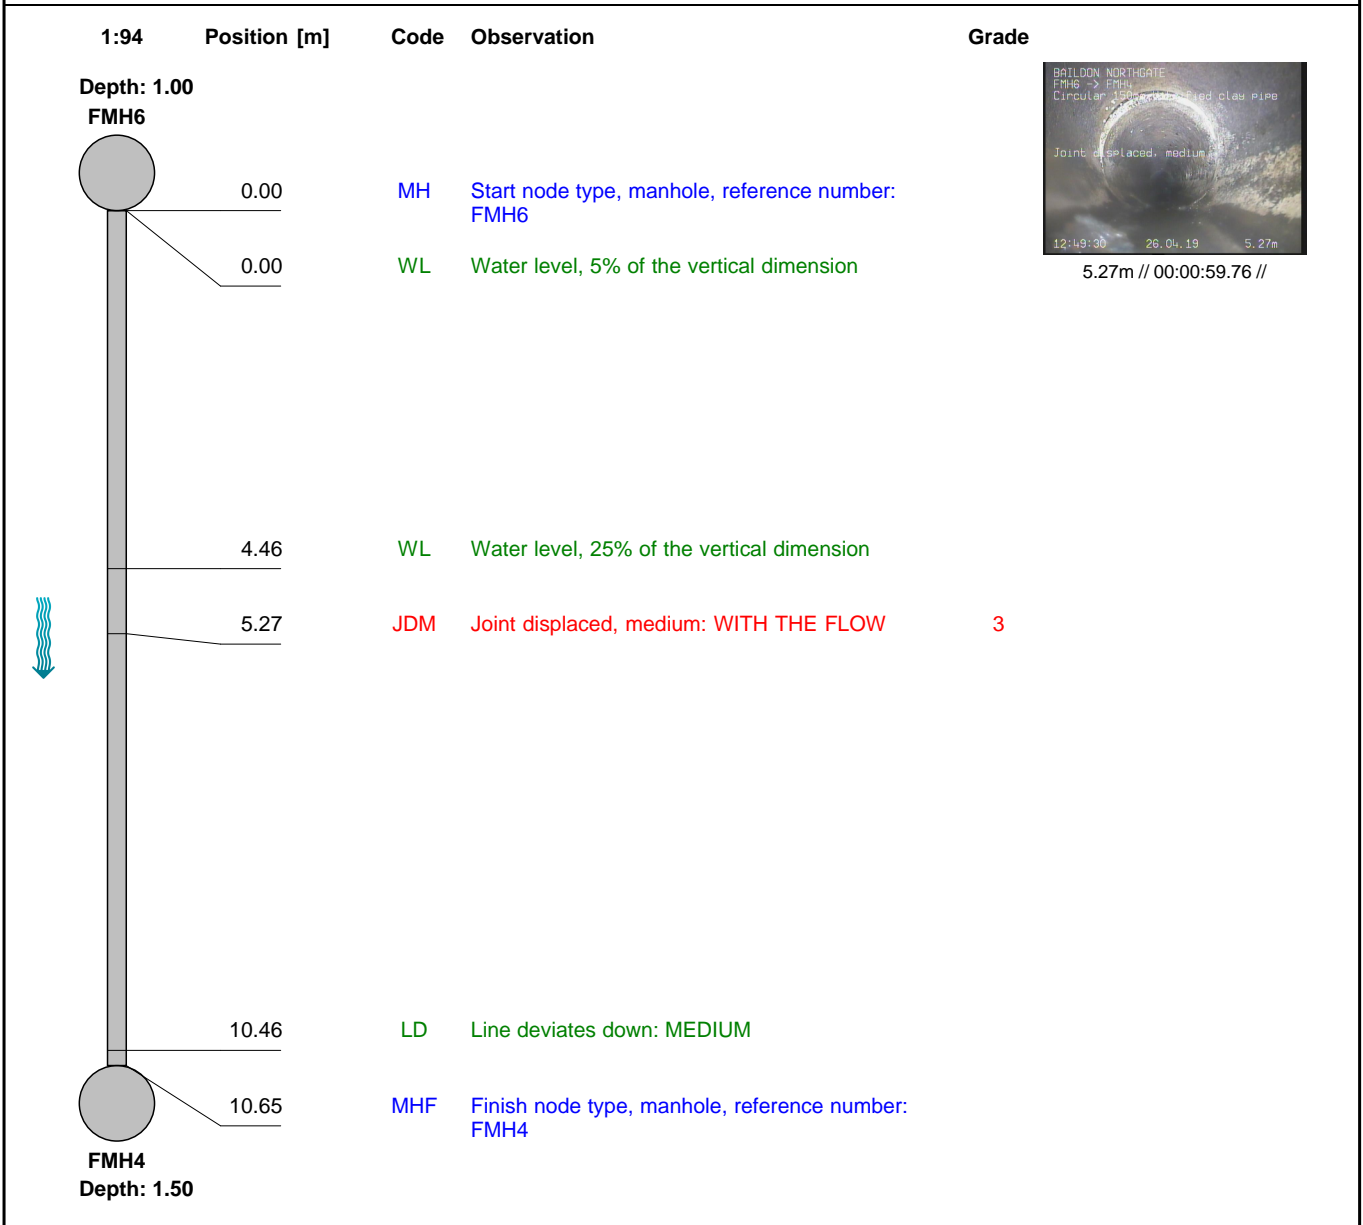 1:94 Position [m] Code Observation Grade
Depth: 1.00
FMH6
0.00 MH Start node type, manhole, reference number:
FMH6
0.00 WL Water level, 5% of the vertical dimension
BAILDON NORTHGATE
FMH6 -> FMH4
Circular clay pipe
Joint displaced, medium
12:49:30 26.04.19 5.27m
5.27m // 00:00:59.76 //
4.46 WL Water level, 25% of the vertical dimension
5.27 JDM Joint displaced, medium: WITH THE FLOW 3
10.46 LD Line deviates down: MEDIUM
10.65 MHF Finish node type, manhole, reference number:
FMH4
FMH4
Depth: 1.50